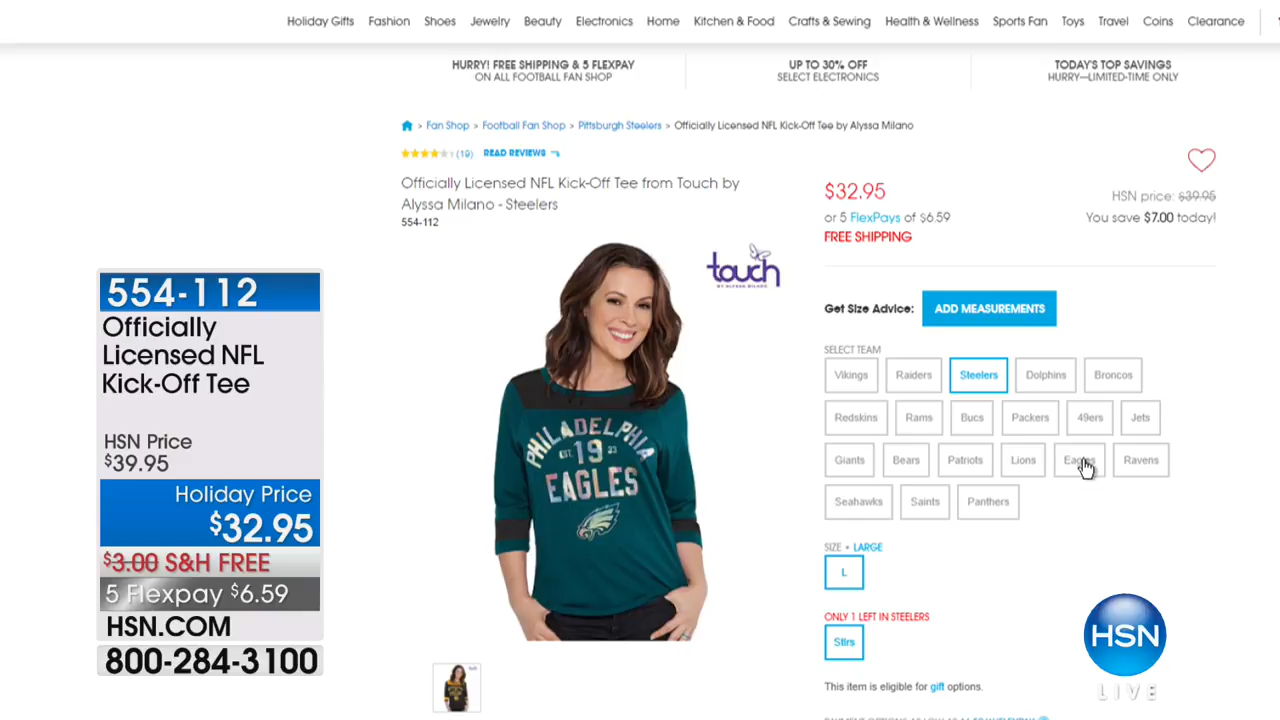 Holiday Gifts Fashion Shoes Jewelry Beauty Electronics Home Kitchen & Food Crafts & Sewing Health & Wellness Sports Fan Toys Travel Coins Clearance
HURRY! FREE SHIPPING & 5 FLEXPAY
ON ALL FOOTBALL FAN SHOP
UP TO 30% OFF
SELECT ELECTRONICS
TODAY'S TOP SAVINGS
HURRY—LIMITED-TIME ONLY
> Fan Shop > Football Fan Shop > Pittsburgh Steelers > Officially Licensed NFL Kick-Off Tee by Alyssa Milano
(19) READ REVIEWS
Officially Licensed NFL Kick-Off Tee from Touch by
Alyssa Milano - Steelers
554-112
touch
BY ALYSSA MILANO
PHILADELPHIA
EST. 19 33
EAGLES
$32.95
HSN price: $39.95
or 5 FlexPays of $6.59
You save $7.00 today!
FREE SHIPPING
Get Size Advice: ADD MEASUREMENTS
SELECT TEAM
Vikings Raiders Steelers Dolphins Broncos
Redskins Rams Bucs Packers 49ers Jets
Giants Bears Patriots Lions Eagles Ravens
Seahawks Saints Panthers
SIZE • LARGE
L
ONLY 1 LEFT IN STEELERS
Stlrs
This item is eligible for gift options.
554-112
Officially
Licensed NFL
Kick-Off Tee
HSN Price
$39.95
Holiday Price
$32.95
$3.00 S&H FREE
5 Flexpay $6.59
HSN.COM
800-284-3100
HSN
LIVE